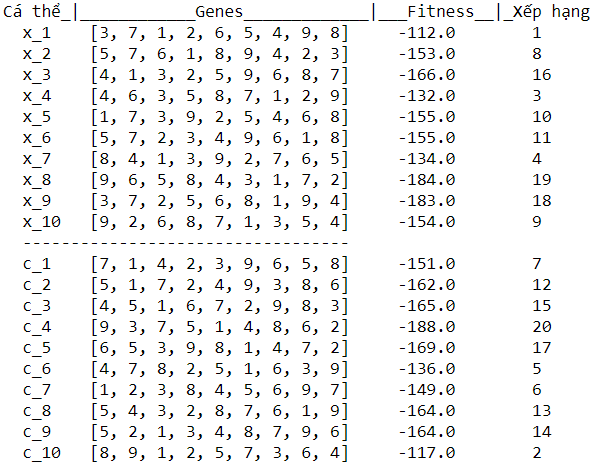 Cá thể_|____________Genes_____________|___Fitness__|_Xếp hạng
x_1 [3, 7, 1, 2, 6, 5, 4, 9, 8] -112.0 1
x_2 [5, 7, 6, 1, 8, 9, 4, 2, 3] -153.0 8
x_3 [4, 1, 3, 2, 5, 9, 6, 8, 7] -166.0 16
x_4 [4, 6, 3, 5, 8, 7, 1, 2, 9] -132.0 3
x_5 [1, 7, 3, 9, 2, 5, 4, 6, 8] -155.0 10
x_6 [5, 7, 2, 3, 4, 9, 6, 1, 8] -155.0 11
x_7 [8, 4, 1, 3, 9, 2, 7, 6, 5] -134.0 4
x_8 [9, 6, 5, 8, 4, 3, 1, 7, 2] -184.0 19
x_9 [3, 7, 2, 5, 6, 8, 1, 9, 4] -183.0 18
x_10 [9, 2, 6, 8, 7, 1, 3, 5, 4] -154.0 9
----------------------------------
c_1 [7, 1, 4, 2, 3, 9, 6, 5, 8] -151.0 7
c_2 [5, 1, 7, 2, 4, 9, 3, 8, 6] -162.0 12
c_3 [4, 5, 1, 6, 7, 2, 9, 8, 3] -165.0 15
c_4 [9, 3, 7, 5, 1, 4, 8, 6, 2] -188.0 20
c_5 [6, 5, 3, 9, 8, 1, 4, 7, 2] -169.0 17
c_6 [4, 7, 8, 2, 5, 1, 6, 3, 9] -136.0 5
c_7 [1, 2, 3, 8, 4, 5, 6, 9, 7] -149.0 6
c_8 [5, 4, 3, 2, 8, 7, 6, 1, 9] -164.0 13
c_9 [5, 2, 1, 3, 4, 8, 7, 9, 6] -164.0 14
c_10 [8, 9, 1, 2, 5, 7, 3, 6, 4] -117.0 2